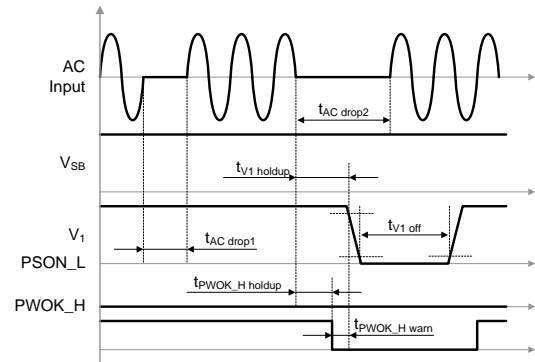 AC
Input
tAC drop2
VSB
tV1 holdup
V1
tV1 off
tAC drop1
PSON_L
tPWOK_H holdup
PWOK_H
tPWOK_H warn